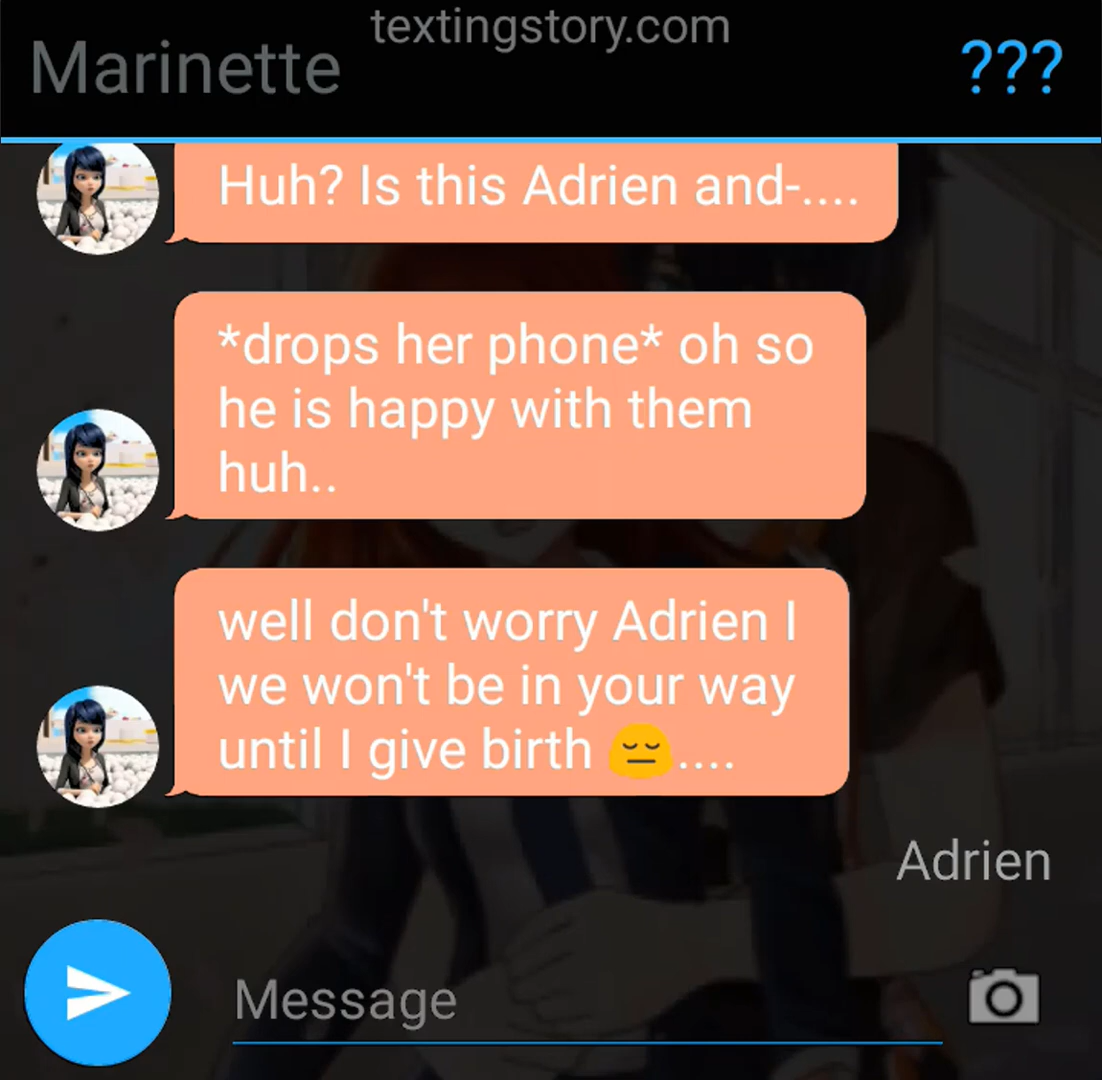 textingstory.com
Marinette
???
Huh? Is this Adrien and-....
*drops her phone* oh so
he is happy with them
huh..
well don't worry Adrien I
we won't be in your way
until I give birth 😔....
Adrien
Message